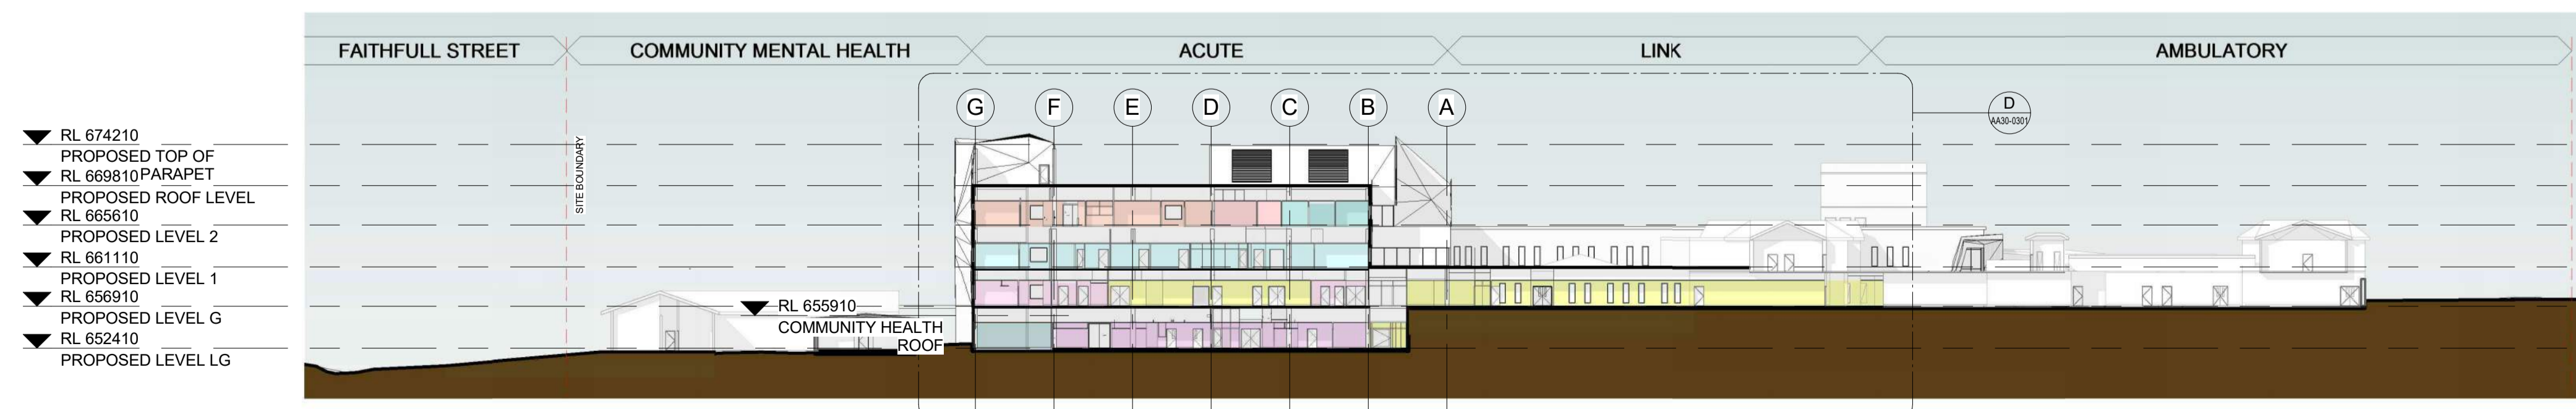 FAITHFULL STREET
COMMUNITY MENTAL HEALTH
ACUTE
LINK
AMBULATORY
G
F
E
D
C
B
A
D
AA30-0301
SITE BOUNDARY
RL 674210
PROPOSED TOP OF
PARAPET
RL 669810
PROPOSED ROOF LEVEL
RL 665610
PROPOSED LEVEL 2
RL 661110
PROPOSED LEVEL 1
RL 656910
PROPOSED LEVEL G
RL 652410
PROPOSED LEVEL LG
RL 655910
COMMUNITY HEALTH
ROOF